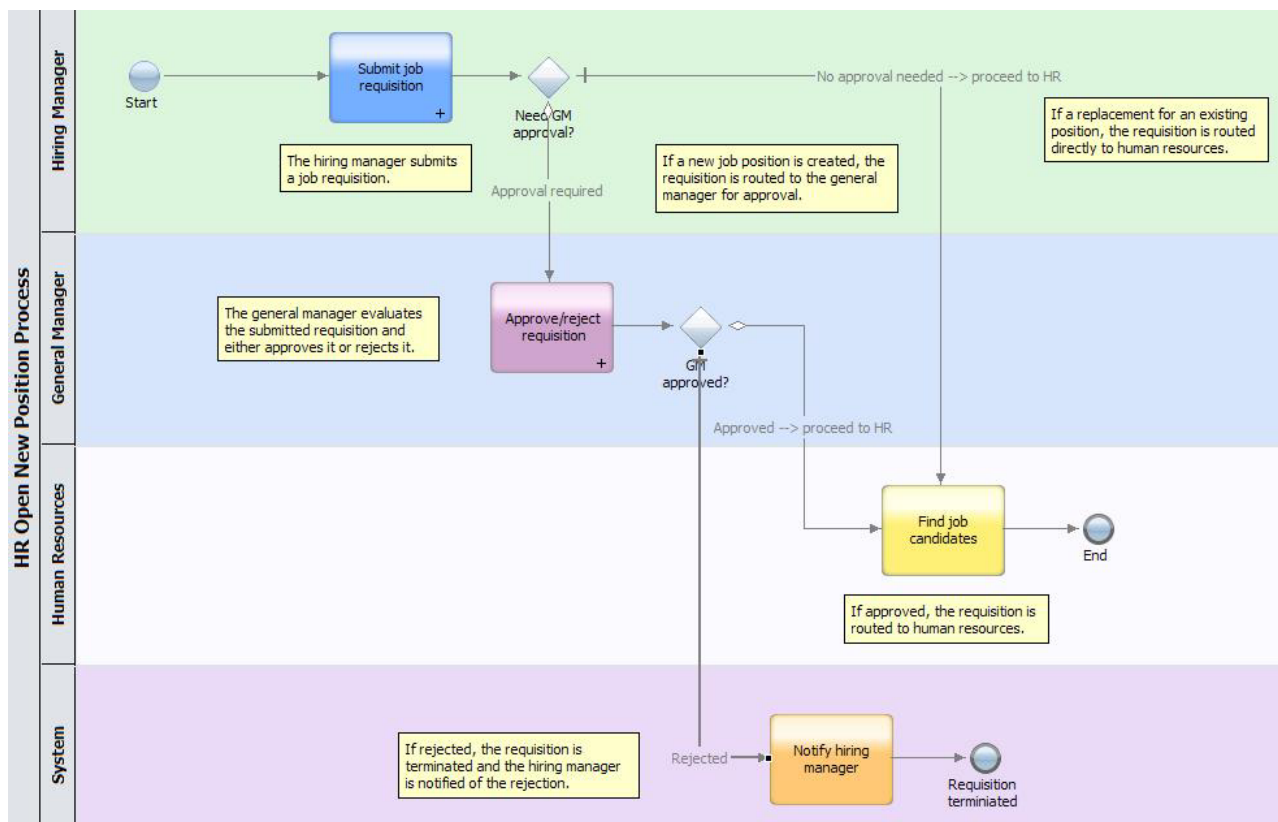 HR Open New Position Process
Hiring Manager
Start
Submit job
requisition
Need GM
approval?
No approval needed --> proceed to HR
The hiring manager submits
a job requisition.
Approval required
If a new job position is created, the
requisition is routed to the general
manager for approval.
If a replacement for an existing
position, the requisition is routed
directly to human resources.
General Manager
The general manager evaluates
the submitted requisition and
either approves it or rejects it.
Approve/reject
requisition
GM
approved?
Approved --> proceed to HR
Human Resources
Find job
candidates
End
If approved, the requisition is
routed to human resources.
System
If rejected, the requisition is
terminated and the hiring manager
is notified of the rejection.
Rejected
Notify hiring
manager
Requisition
terminiated